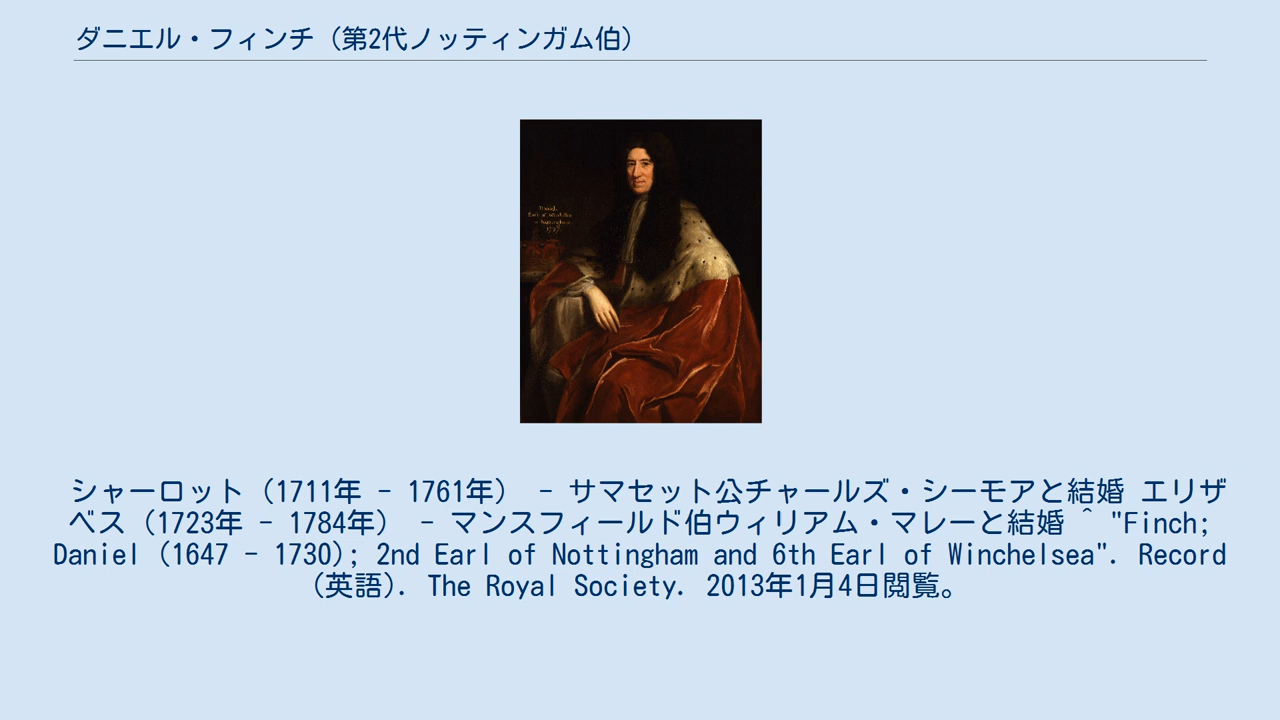 ダニエル・フィンチ (第2代ノッティンガム伯)
シャーロット (1711年 - 1761年) - サマセット公チャールズ・シーモアと結婚 エリザ
ベス (1723年 - 1784年) - マンスフィールド伯ウィリアム・マレーと結婚 ^ "Finch;
Daniel (1647 - 1730); 2nd Earl of Nottingham and 6th Earl of Winchelsea". Record
(英語). The Royal Society. 2013年1月4日閲覧。